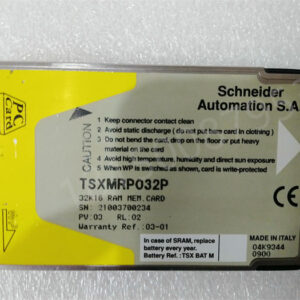 PC
Card
Schneider
Automation S.A
CAUTION
1 Keep connector contact clean
2 Avoid static discharge ( do not put bare card in clothing )
3 Do not bend the card, drop on the floor or put heavy
material on the card.
4 Avoid high temperature, humidity and direct sun exposure
5 When WP is switched as shown, card is write-protected
TSXMRP032P
32K16 RAM MEM.CARD
SN: 21003700234
PV:03 RL:02
Warranty Ref.:03-01
In case of SRAM, replace
battery every year.
Battery Ref.: TSX BAT M
MADE IN ITALY
04K9344
0900